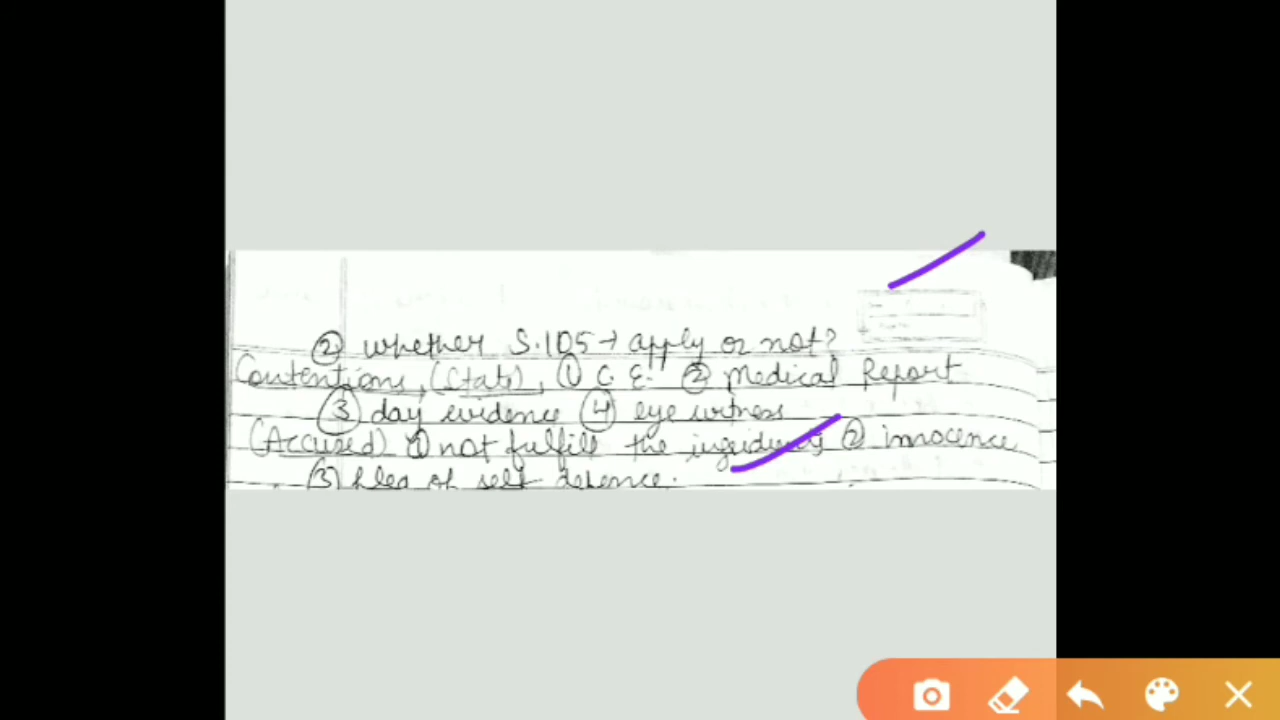 ② whether S.105 → apply or not?
Contentions, (State), ① C.E. ② Medical Report
③ day evidence ④ eye witness
(Accused) ① not fulfill the ingredients ② innocence
③ Plea of self defence.